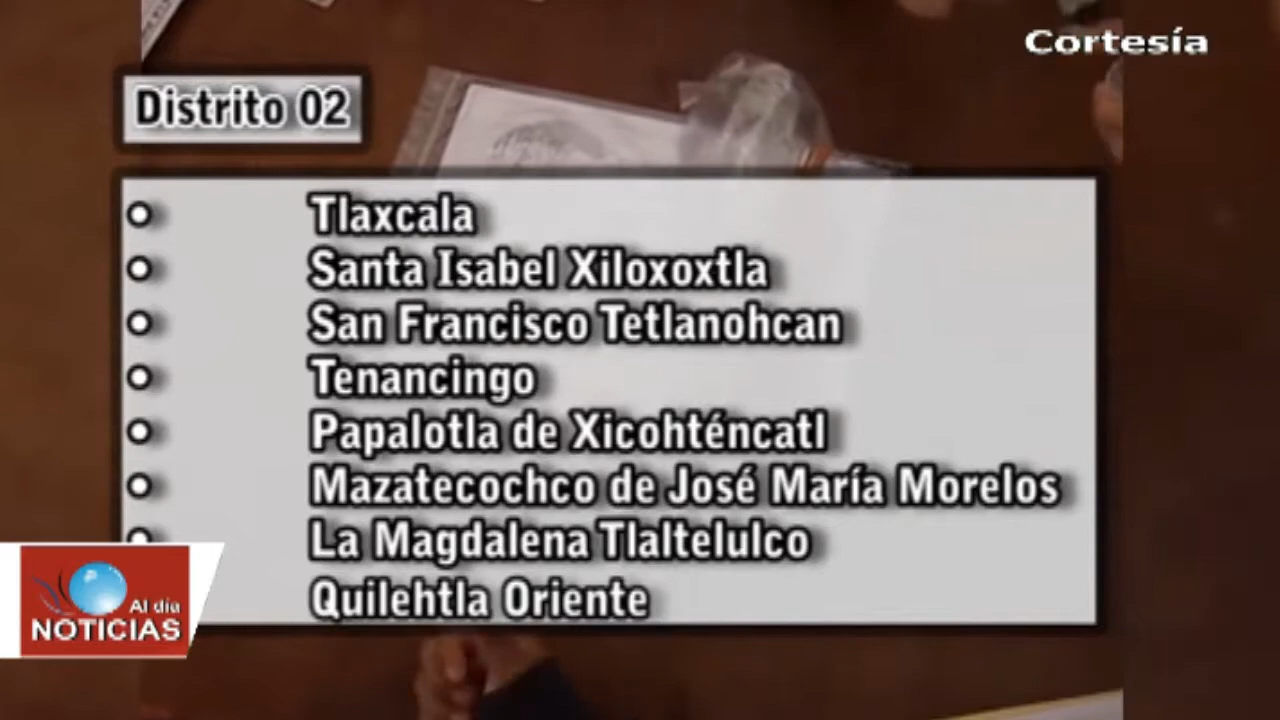 Cortesía
Distrito 02
Tlaxcala
Santa Isabel Xiloxoxtla
San Francisco Tetlanohcan
Tenancingo
Papalotla de Xicohténcatl
Mazatecochco de José María Morelos
La Magdalena Tlaltelulco
Quilehtla Oriente
Al día
NOTICIAS